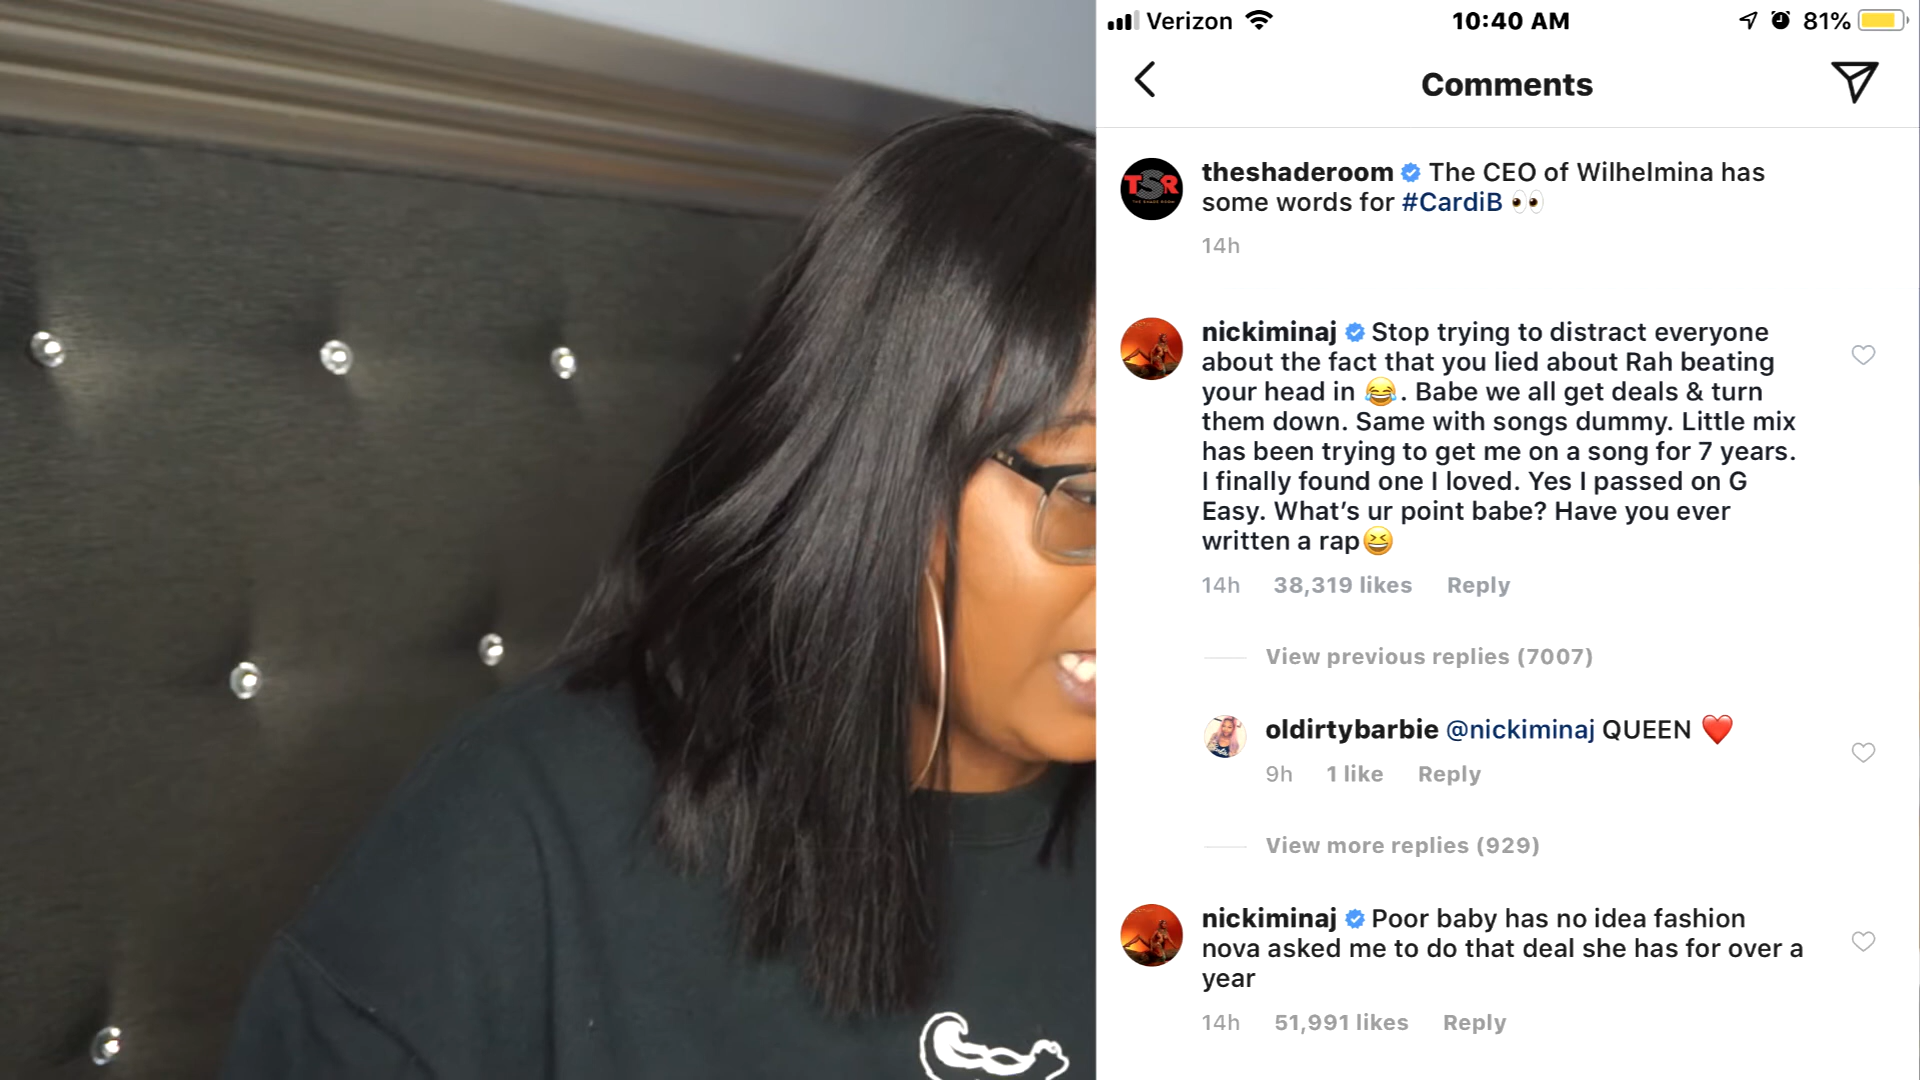 Verizon 10:40 AM 81%
Comments
TSR
theshaderoom The CEO of Wilhelmina has
some words for #CardiB 👀
14h
nickiminaj Stop trying to distract everyone
about the fact that you lied about Rah beating
your head in 😂. Babe we all get deals & turn
them down. Same with songs dummy. Little mix
has been trying to get me on a song for 7 years.
I finally found one I loved. Yes I passed on G
Easy. What’s ur point babe? Have you ever
written a rap😆
14h 38,319 likes Reply
View previous replies (7007)
oldirtybarbie @nickiminaj QUEEN ❤️
9h 1 like Reply
View more replies (929)
nickiminaj Poor baby has no idea fashion
nova asked me to do that deal she has for over a
year
14h 51,991 likes Reply